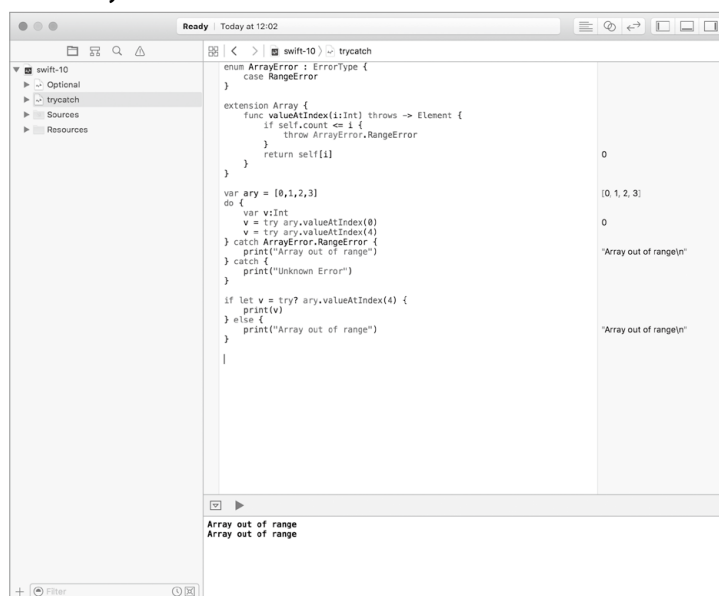 Ready | Today at 12:02
swift-10
Optional
trycatch
Sources
Resources
swift-10 trycatch
enum ArrayError : ErrorType {
    case RangeError
}
extension Array {
    func valueAtIndex(i:Int) throws -> Element {
        if self.count <= i {
            throw ArrayError.RangeError
        }
        return self[i]
    }
}
var ary = [0,1,2,3]
do {
    var v:Int
    v = try ary.valueAtIndex(0)
    v = try ary.valueAtIndex(4)
} catch ArrayError.RangeError {
    print("Array out of range")
} catch {
    print("Unknown Error")
}
if let v = try? ary.valueAtIndex(4) {
    print(v)
} else {
    print("Array out of range")
}
0
[0, 1, 2, 3]
0
"Array out of range\n"
"Array out of range\n"
Array out of range
Array out of range
Filter